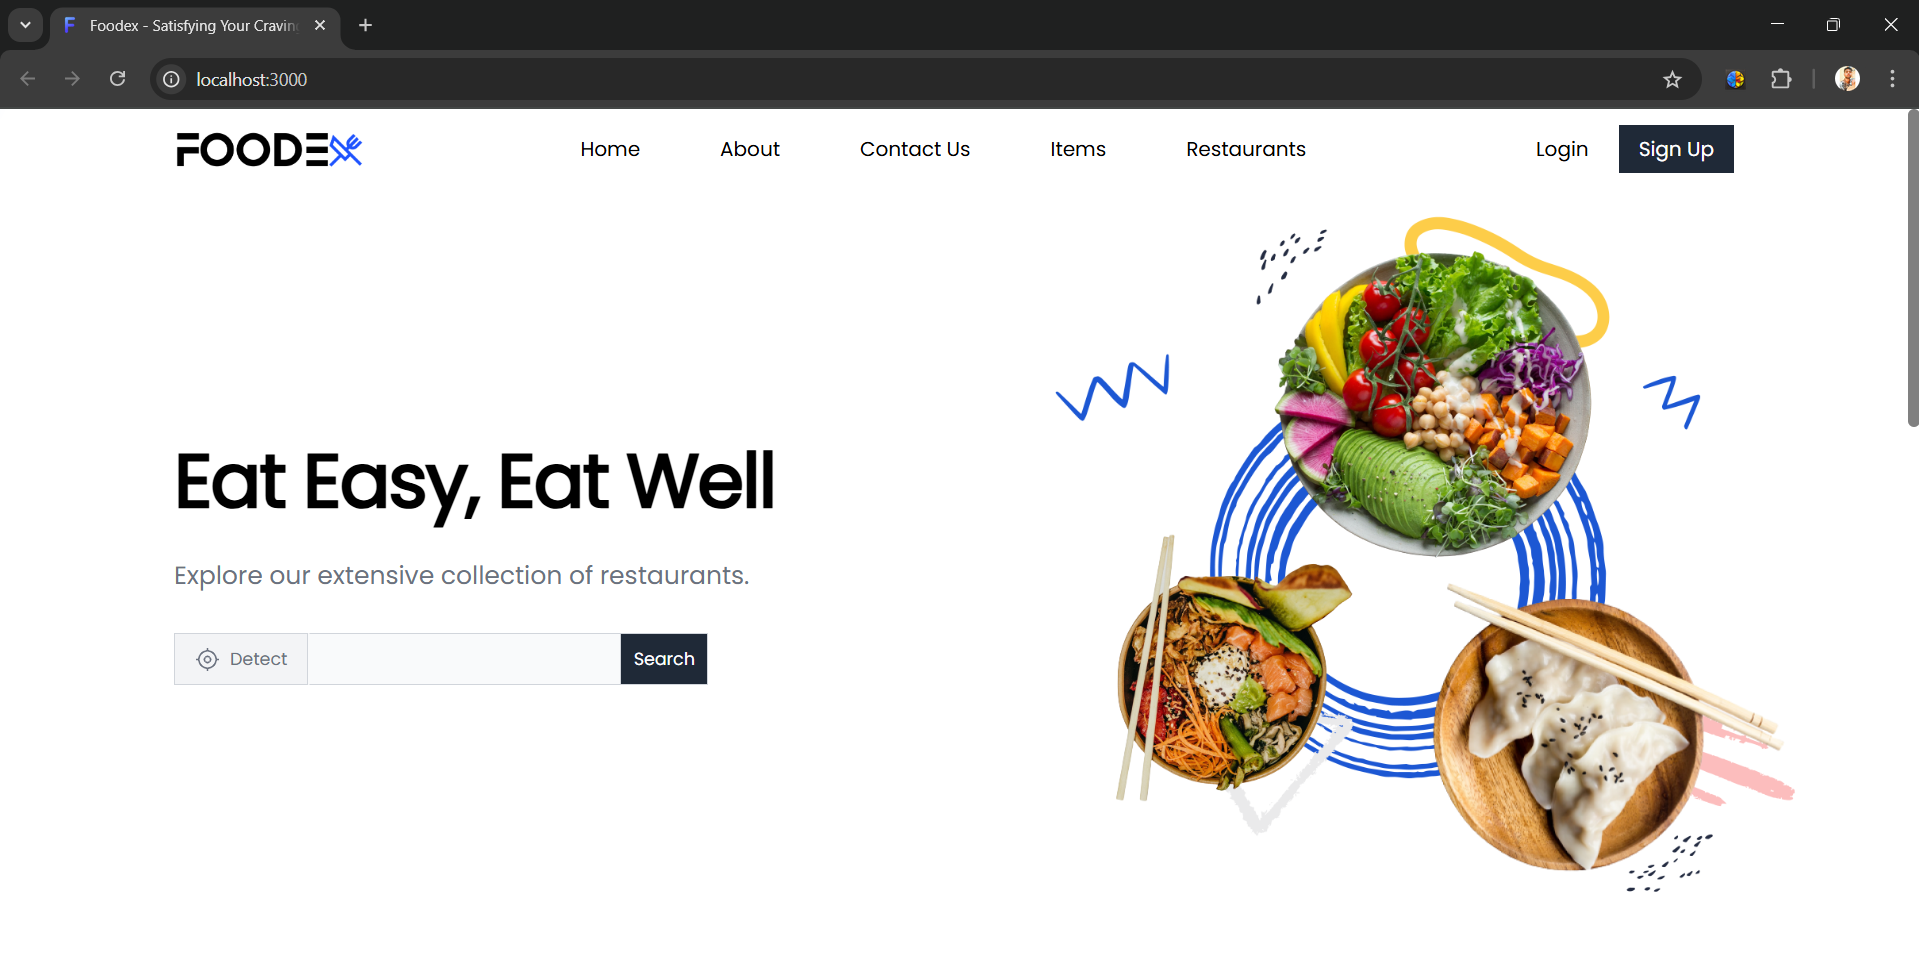 Foodex - Satisfying Your Craving
localhost:3000
FOODEX
Home
About
Contact Us
Items
Restaurants
Login
Sign Up
Eat Easy, Eat Well
Explore our extensive collection of restaurants.
Detect
Search